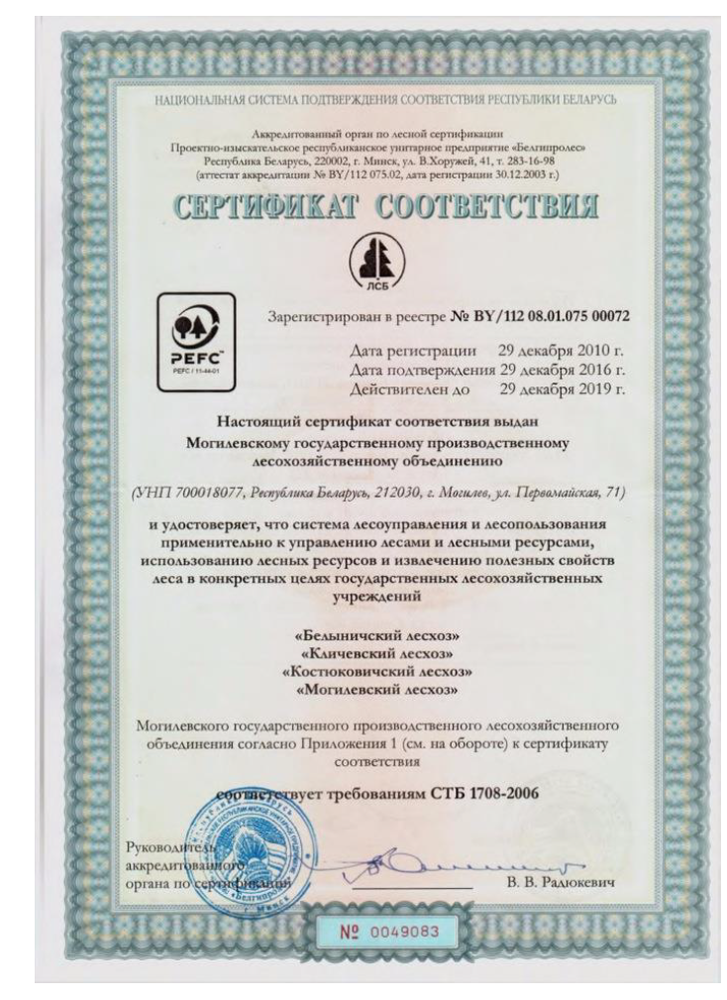 НАЦИОНАЛЬНАЯ СИСТЕМА ПОДТВЕРЖДЕНИЯ СООТВЕТСТВИЯ РЕСПУБЛИКИ БЕЛАРУСЬ
Аккредитованный орган по лесной сертификации
Проектно-изыскательское республиканское унитарное предприятие «Белгипролес»
Республика Беларусь, 220002, г. Минск, ул. В.Хоружей, 41, т. 283-16-98
(аттестат аккредитации № BY/112 075.02, дата регистрации 30.12.2003 г.)
СЕРТИФИКАТ СООТВЕТСТВИЯ
ЛСБ
PEFC™
PEFC / 11-44-01
Зарегистрирован в реестре № BY/112 08.01.075 00072
Дата регистрации 29 декабря 2010 г.
Дата подтверждения 29 декабря 2016 г.
Действителен до 29 декабря 2019 г.
Настоящий сертификат соответствия выдан
Могилевскому государственному производственному
лесохозяйственному объединению
(УНП 700018077, Республика Беларусь, 212030, г. Могилев, ул. Первомайская, 71)
и удостоверяет, что система лесоуправления и лесопользования
применительно к управлению лесами и лесными ресурсами,
использованию лесных ресурсов и извлечению полезных свойств
леса в конкретных целях государственных лесохозяйственных
учреждений
«Белыничский лесхоз»
«Кличевский лесхоз»
«Костюковичский лесхоз»
«Могилевский лесхоз»
Могилевского государственного производственного лесохозяйственного
объединения согласно Приложения 1 (см. на обороте) к сертификату
соответствия
соответствует требованиям СТБ 1708-2006
Руководитель
аккредитованного
органа по сертификации
В. В. Радюкевич
«Белгипролес»
г. Минск
№ 0049083